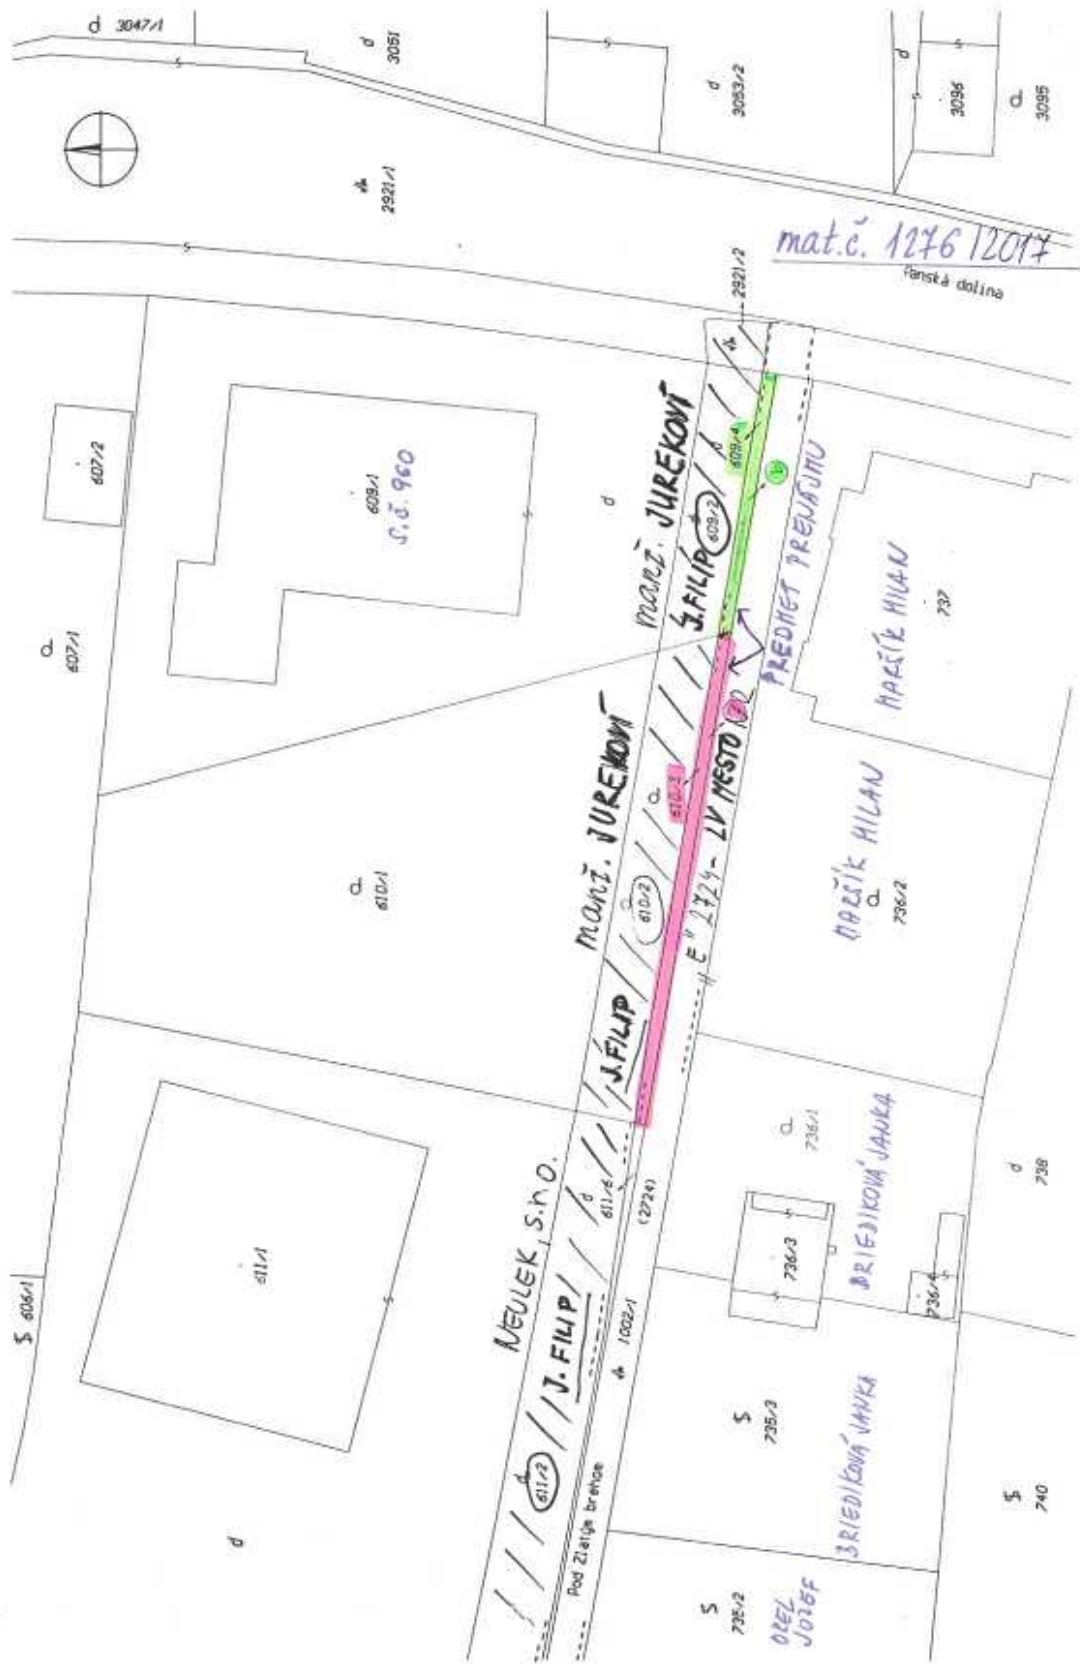 3047/1
3051
3053/2
3096
3095
2921/1
mat.č. 1276/2017
Panská dolina
2921/2
607/2
609/1
S.č. 960
607/1
manž. JUREKOVÍ
J. FILIP
609/2
609/4
PREDMET PRENÁJMU
MARŠÍK MILAN
737
manž. JUREKOVÍ
610/1
610/2
610/3
J. FILIP
"E" 2724 - LV MESTO
MARŠÍK MILAN
736/2
NEULEK, s.r.o.
611/1
611/6
(2724)
736/1
BRIEDIKOVÁ JANKA
738
736/3
736/4
606/1
J. FILIP
611/2
1002/1
Pod Zlatým brehom
735/3
BRIEDIKOVÁ JANKA
740
735/2
OREL
JOZEF